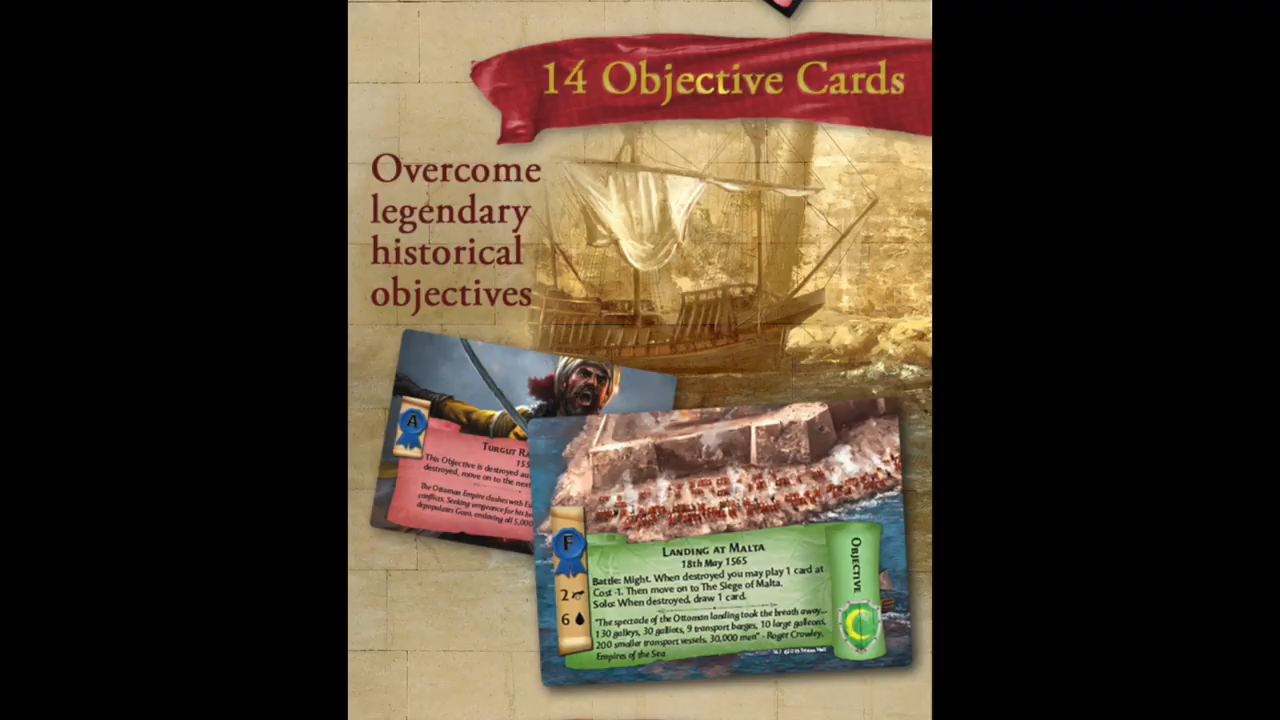 14 Objective Cards
Overcome
legendary
historical
objectives
A
TURGUT
This Objective is destroyed
destroyed, move on to the next
The Ottoman Empire clashes with
conflicts. Seeking vengeance for his
depopulates Gozo, enslaving all 5,000
F
2
6
LANDING AT MALTA
18th May 1565
Battle: Might. When destroyed you may play 1 card at
Cost -1. Then move on to The Siege of Malta.
Solo: When destroyed, draw 1 card.
"The spectacle of the Ottoman landing took the breath away...
130 galleys, 30 galliots, 9 transport barges, 10 large galleons,
200 smaller transport vessels, 30,000 men" - Roger Crowley,
Empires of the Sea
OBJECTIVE